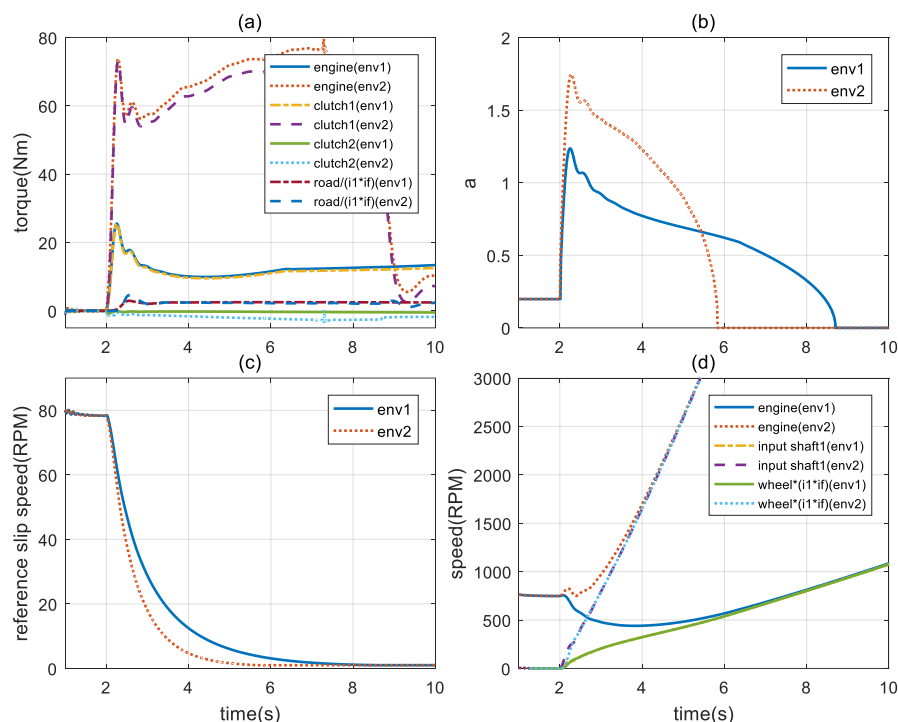 (a)
80
60
40
20
0
2
4
6
8
10
torque(Nm)
engine(env1)
engine(env2)
clutch1(env1)
clutch1(env2)
clutch2(env1)
clutch2(env2)
road/(i1*if)(env1)
road/(i1*if)(env2)
(b)
2
1.5
1
0.5
0
2
4
6
8
10
a
env1
env2
(c)
80
60
40
20
0
2
4
6
8
10
reference slip speed(RPM)
time(s)
env1
env2
(d)
3000
2500
2000
1500
1000
500
0
2
4
6
8
10
speed(RPM)
time(s)
engine(env1)
engine(env2)
input shaft1(env1)
input shaft1(env2)
wheel*(i1*if)(env1)
wheel*(i1*if)(env2)